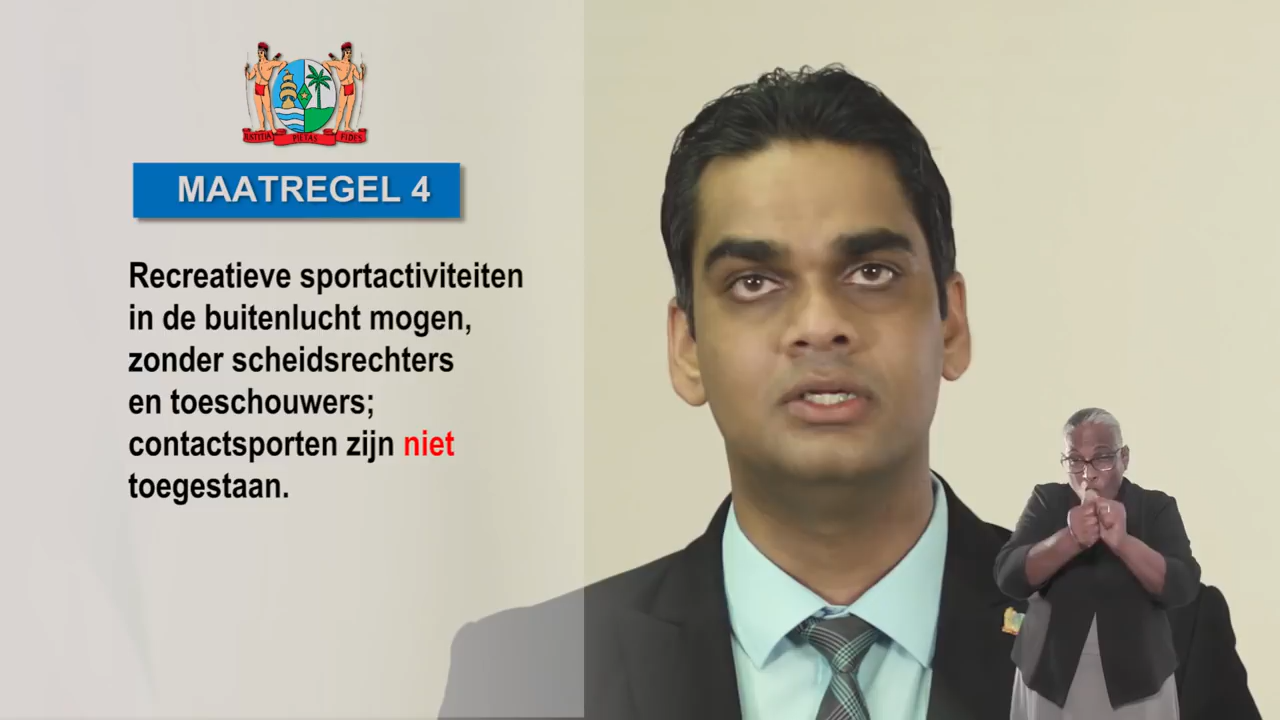 JUSTITIA PIETAS FIDES
MAATREGEL 4
Recreatieve sportactiviteiten
in de buitenlucht mogen,
zonder scheidsrechters
en toeschouwers;
contactsporten zijn niet
toegestaan.